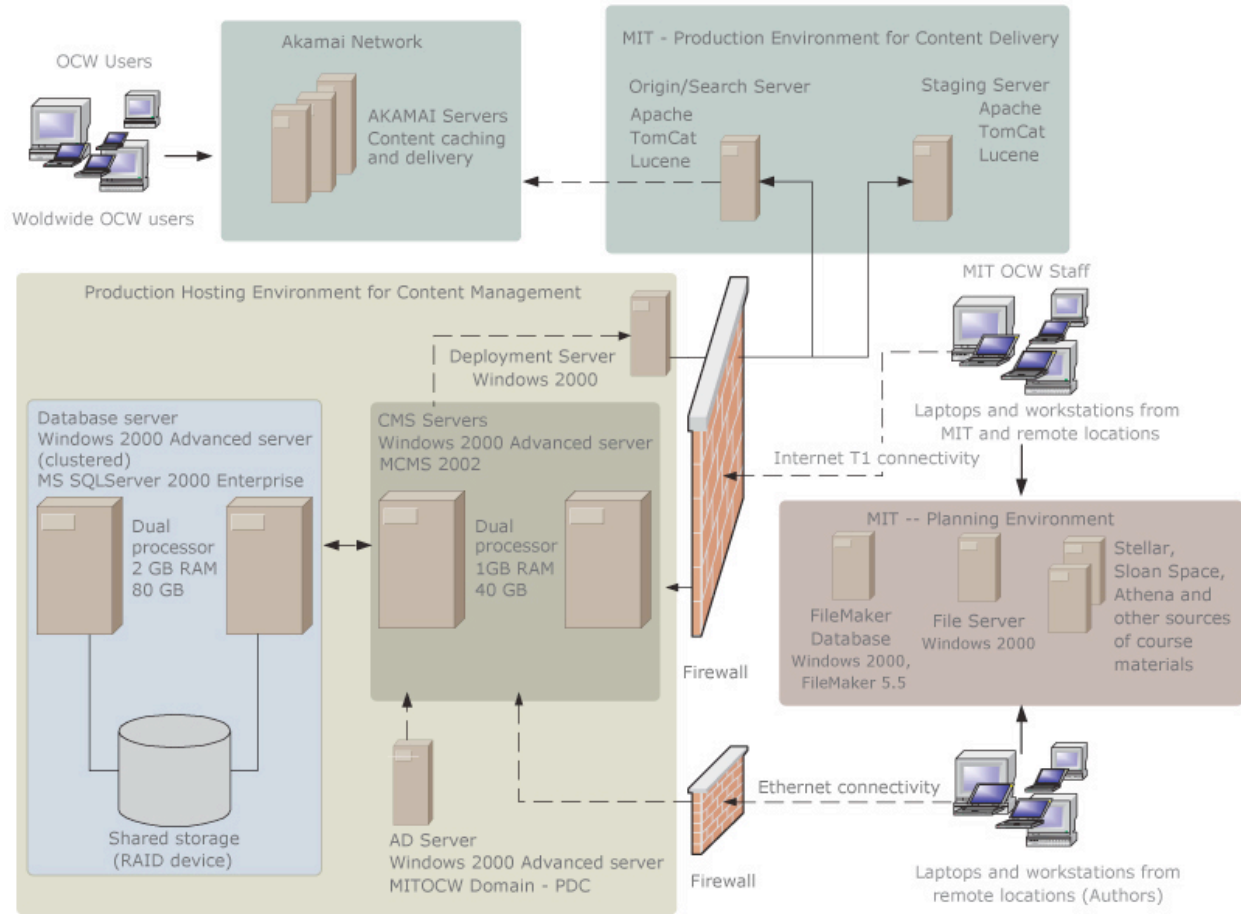 OCW Users
Woldwide OCW users
Akamai Network
AKAMAI Servers
Content caching
and delivery
MIT - Production Environment for Content Delivery
Origin/Search Server
Apache
TomCat
Lucene
Staging Server
Apache
TomCat
Lucene
Production Hosting Environment for Content Management
Deployment Server
Windows 2000
Database server
Windows 2000 Advanced server
(clustered)
MS SQLServer 2000 Enterprise
Dual
processor
2 GB RAM
80 GB
Shared storage
(RAID device)
CMS Servers
Windows 2000 Advanced server
MCMS 2002
Dual
processor
1GB RAM
40 GB
AD Server
Windows 2000 Advanced server
MITOCW Domain - PDC
Firewall
Firewall
MIT OCW Staff
Laptops and workstations from
MIT and remote locations
Internet T1 connectivity
MIT -- Planning Environment
FileMaker
Database
Windows 2000,
FileMaker 5.5
File Server
Windows 2000
Stellar,
Sloan Space,
Athena and
other sources
of course
materials
Ethernet connectivity
Laptops and workstations from
remote locations (Authors)